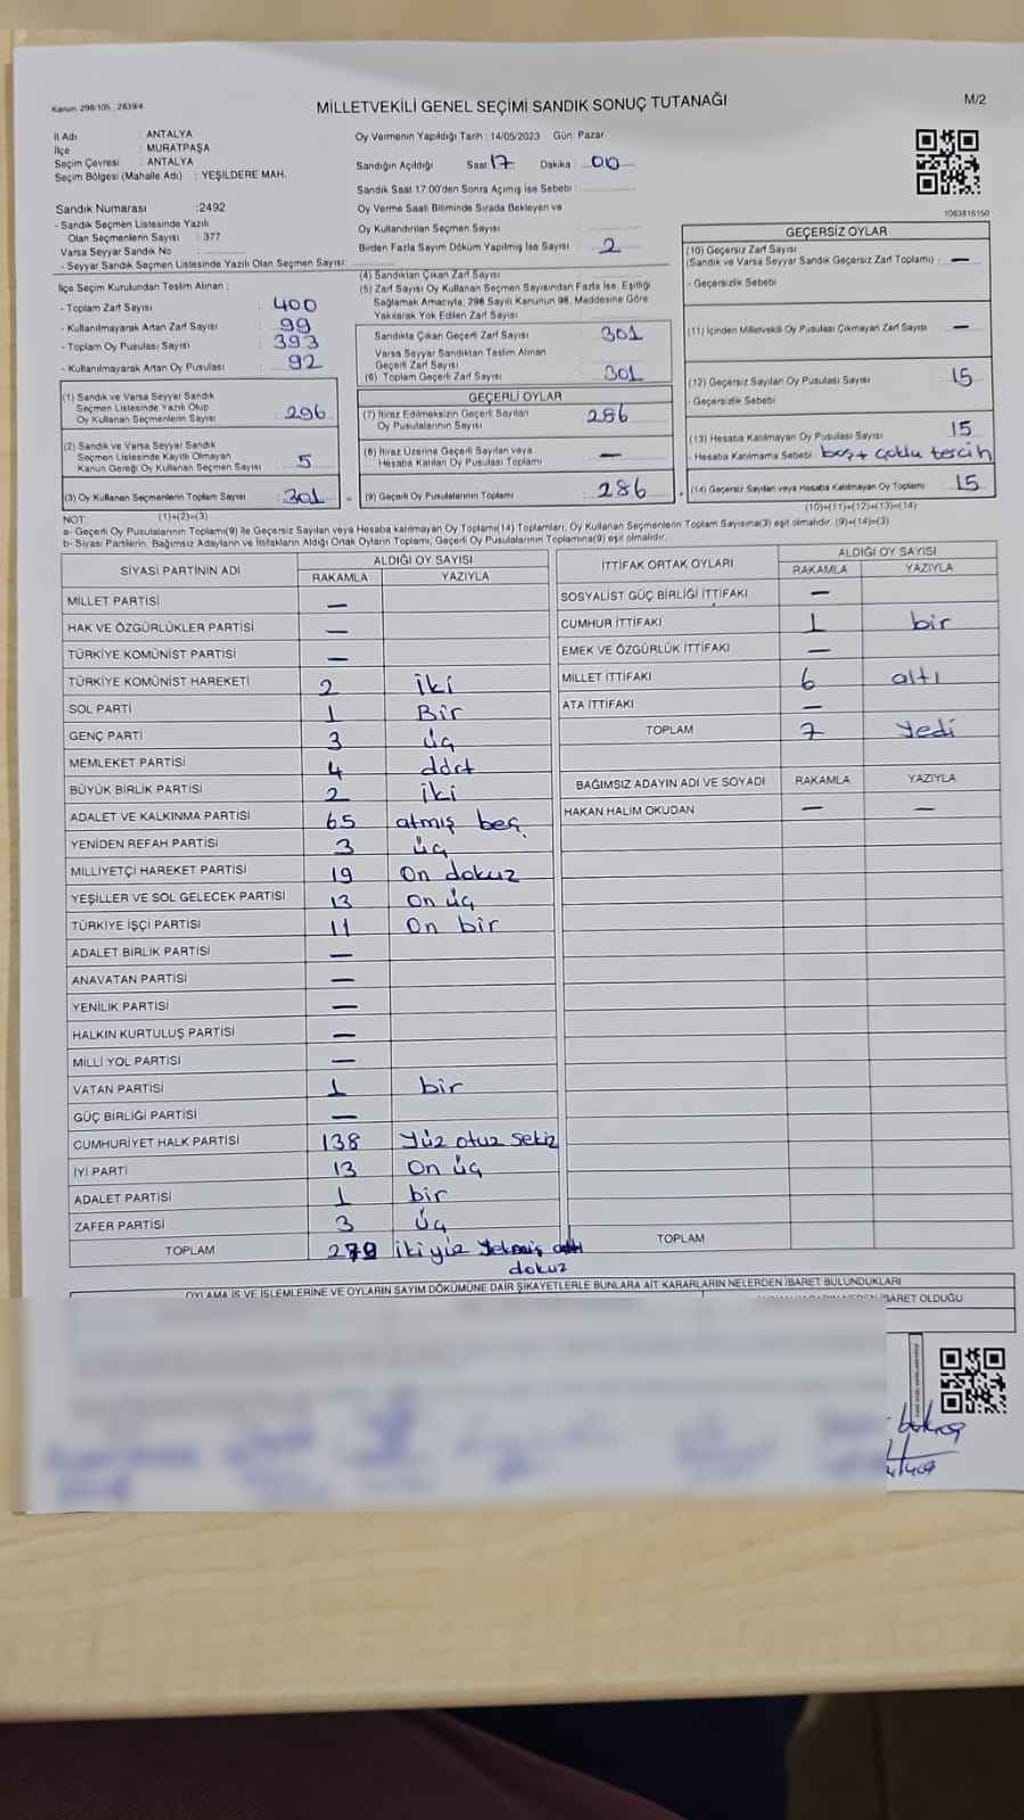 Kanun: 298/105 : 2839/4
MİLLETVEKİLİ GENEL SEÇİMİ SANDIK SONUÇ TUTANAĞI
M/2
İl Adı : ANTALYA
İlçe : MURATPAŞA
Seçim Çevresi : ANTALYA
Seçim Bölgesi (Mahalle Adı) : YEŞİLDERE MAH.
Sandık Numarası :2492
- Sandık Seçmen Listesinde Yazılı
Olan Seçmenlerin Sayısı : 377
Varsa Seyyar Sandık No
- Seyyar Sandık Seçmen Listesinde Yazılı Olan Seçmen Sayısı:
İlçe Seçim Kurulundan Teslim Alınan :
- Toplam Zarf Sayısı : 400
- Kullanılmayarak Artan Zarf Sayısı : 99
- Toplam Oy Pusulası Sayısı : 393
- Kullanılmayarak Artan Oy Pusulası : 92
(1) Sandık ve Varsa Seyyar Sandık
Seçmen Listesinde Yazılı Olup
Oy Kullanan Seçmenlerin Sayısı 296
(2) Sandık ve Varsa Seyyar Sandık
Seçmen Listesinde Kayıtlı Olmayan
Kanun Gereği Oy Kullanan Seçmen Sayısı 5
(3) Oy Kullanan Seçmenlerin Toplam Sayısı 301
(1)+(2)=(3)
Oy Vermenin Yapıldığı Tarih : 14/05/2023 Gün: Pazar
Sandığın Açıldığı Saat: 17 Dakika : 00
Sandık Saat 17:00'den Sonra Açılmış İse Sebebi :
Oy Verme Saati Bitiminde Sırada Bekleyen ve
Oy Kullandırılan Seçmen Sayısı
Birden Fazla Sayım Döküm Yapılmış İse Sayısı 2
(4) Sandıktan Çıkan Zarf Sayısı
(5) Zarf Sayısı Oy Kullanan Seçmen Sayısından Fazla İse, Eşitliği
Sağlamak Amacıyla, 298 Sayılı Kanunun 98. Maddesine Göre
Yakılarak Yok Edilen Zarf Sayısı
Sandıkta Çıkan Geçerli Zarf Sayısı 301
Varsa Seyyar Sandıktan Teslim Alınan
Geçerli Zarf Sayısı
(6) Toplam Geçerli Zarf Sayısı 301
GEÇERLİ OYLAR
(7) İtiraz Edilmeksizin Geçerli Sayılan
Oy Pusulalarının Sayısı 286
(8) İtiraz Üzerine Geçerli Sayılan veya
Hesaba Katılan Oy Pusulası Toplamı —
(9) Geçerli Oy Pusulalarının Toplamı 286
1083816150
GEÇERSİZ OYLAR
(10) Geçersiz Zarf Sayısı
(Sandık ve Varsa Seyyar Sandık Geçersiz Zarf Toplamı) : —
- Geçersizlik Sebebi
(11) İçinden Milletvekili Oy Pusulası Çıkmayan Zarf Sayısı —
(12) Geçersiz Sayılan Oy Pusulası Sayısı 15
- Geçersizlik Sebebi
(13) Hesaba Katılmayan Oy Pusulası Sayısı 15
- Hesaba Katılmama Sebebi boş + çoklu tercih
(14) Geçersiz Sayılan veya Hesaba Katılmayan Oy Toplamı 15
(10)+(11)+(12)+(13)=(14)
NOT:
a- Geçerli Oy Pusulalarının Toplamı(9) ile Geçersiz Sayılan veya Hesaba katılmayan Oy Toplamı(14) Toplamları, Oy Kullanan Seçmenlerin Toplam Sayısına(3) eşit olmalıdır. (9)+(14)=(3)
b- Siyasi Partilerin, Bağımsız Adayların ve İttifakların Aldığı Ortak Oyların Toplamı, Geçerli Oy Pusulalarının Toplamına(9) eşit olmalıdır.
SİYASİ PARTİNİN ADI ALDIĞI OY SAYISI
RAKAMLA YAZIYLA
MİLLET PARTİSİ —
HAK VE ÖZGÜRLÜKLER PARTİSİ —
TÜRKİYE KOMÜNİST PARTİSİ —
TÜRKİYE KOMÜNİST HAREKETİ 2 iki
SOL PARTİ 1 Bir
GENÇ PARTİ 3 üç
MEMLEKET PARTİSİ 4 dört
BÜYÜK BİRLİK PARTİSİ 2 iki
ADALET VE KALKINMA PARTİSİ 65 atmış beş
YENİDEN REFAH PARTİSİ 3 üç
MİLLİYETÇİ HAREKET PARTİSİ 19 On dokuz
YEŞİLLER VE SOL GELECEK PARTİSİ 13 On üç
TÜRKİYE İŞÇİ PARTİSİ 11 On bir
ADALET BİRLİK PARTİSİ —
ANAVATAN PARTİSİ —
YENİLİK PARTİSİ —
HALKIN KURTULUŞ PARTİSİ —
MİLLİ YOL PARTİSİ —
VATAN PARTİSİ 1 bir
GÜÇ BİRLİĞİ PARTİSİ —
CUMHURİYET HALK PARTİSİ 138 Yüz otuz sekiz
İYİ PARTİ 13 On üç
ADALET PARTİSİ 1 bir
ZAFER PARTİSİ 3 üç
TOPLAM 279 ikiyüz Yetmiş
dokuz
İTTİFAK ORTAK OYLARI ALDIĞI OY SAYISI
RAKAMLA YAZIYLA
SOSYALİST GÜÇ BİRLİĞİ İTTİFAKI —
CUMHUR İTTİFAKI 1 bir
EMEK VE ÖZGÜRLÜK İTTİFAKI —
MİLLET İTTİFAKI 6 altı
ATA İTTİFAKI —
TOPLAM 7 Yedi
BAĞIMSIZ ADAYIN ADI VE SOYADI RAKAMLA YAZIYLA
HAKAN HALİM OKUDAN — —
TOPLAM
OYLAMA İŞ VE İŞLEMLERİNE VE OYLARIN SAYIM DÖKÜMÜNE DAİR ŞİKAYETLERLE BUNLARA AİT KARARLARIN NELERDEN İBARET BULUNDUKLARI
İBARET OLDUĞU